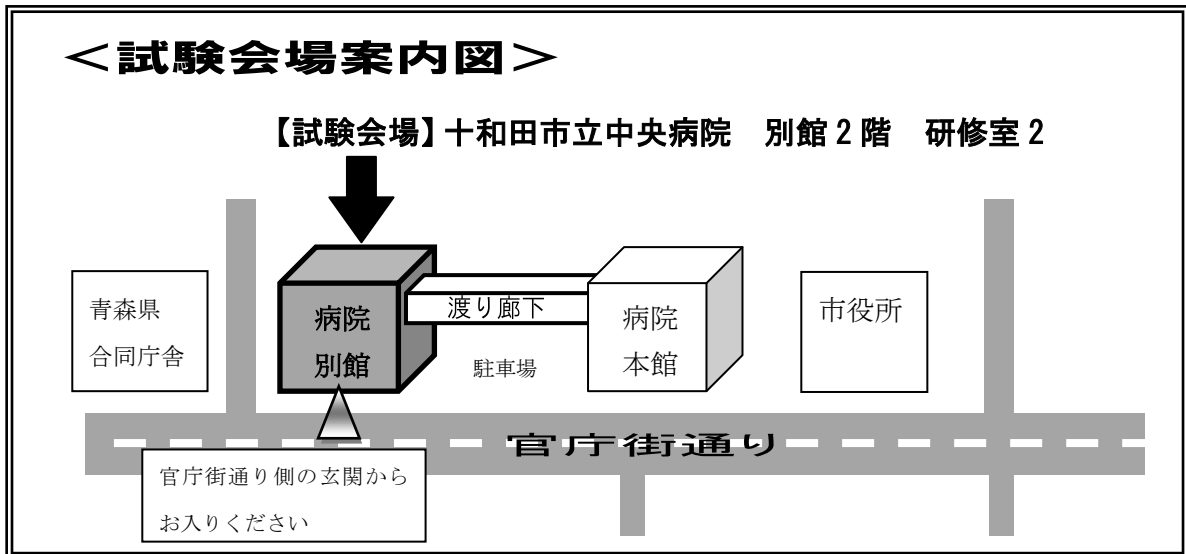 ＜試験会場案内図＞
【試験会場】十和田市立中央病院　別館２階　研修室２
青森県
合同庁舎
病院
別館
渡り廊下
駐車場
病院
本館
市役所
官庁街通り
官庁街通り側の玄関から
お入りください